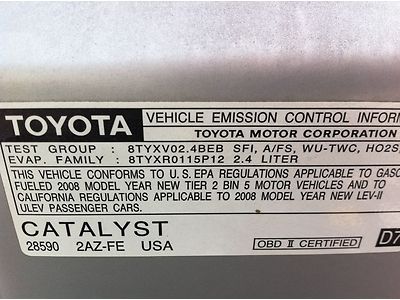 TOYOTA VEHICLE EMISSION CONTROL INFORM
TOYOTA MOTOR CORPORATION
TEST GROUP : 8TYXV02.4BEB SFI, A/FS, WU-TWC, HO2S,
EVAP. FAMILY : 8TYXR0115P12 2.4 LITER
THIS VEHICLE CONFORMS TO U.S.EPA REGULATIONS APPLICABLE TO GASO
FUELED 2008 MODEL YEAR NEW TIER 2 BIN 5 MOTOR VEHICLES AND TO
CALIFORNIA REGULATIONS APPLICABLE TO 2008 MODEL YEAR NEW LEV-II
ULEV PASSENGER CARS.
CATALYST
28590 2AZ-FE USA OBD II CERTIFIED D7